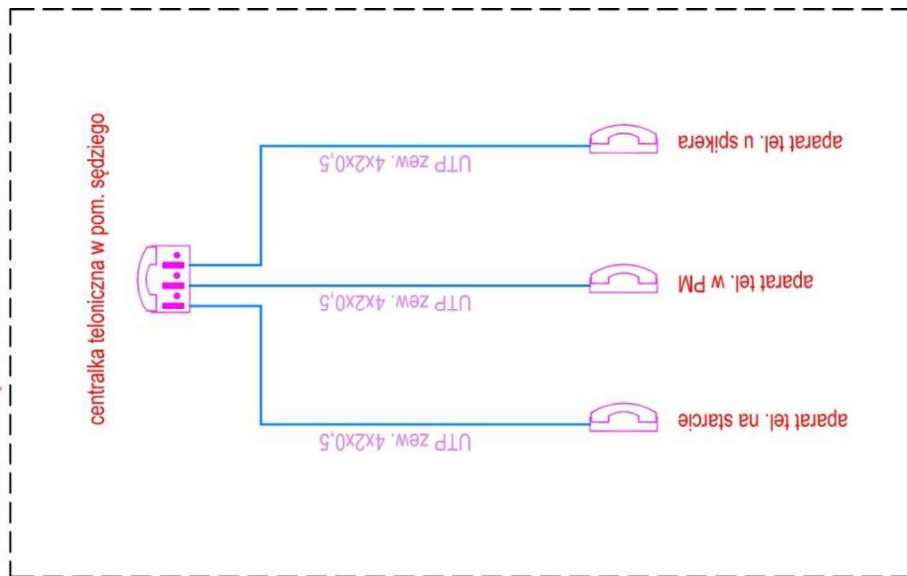 centralka teloniczna w pom. sędziego
UTP zew. 4x2x0,5
aparat tel. u spikera
UTP zew. 4x2x0,5
aparat tel. w PM
UTP zew. 4x2x0,5
aparat tel. na starcie